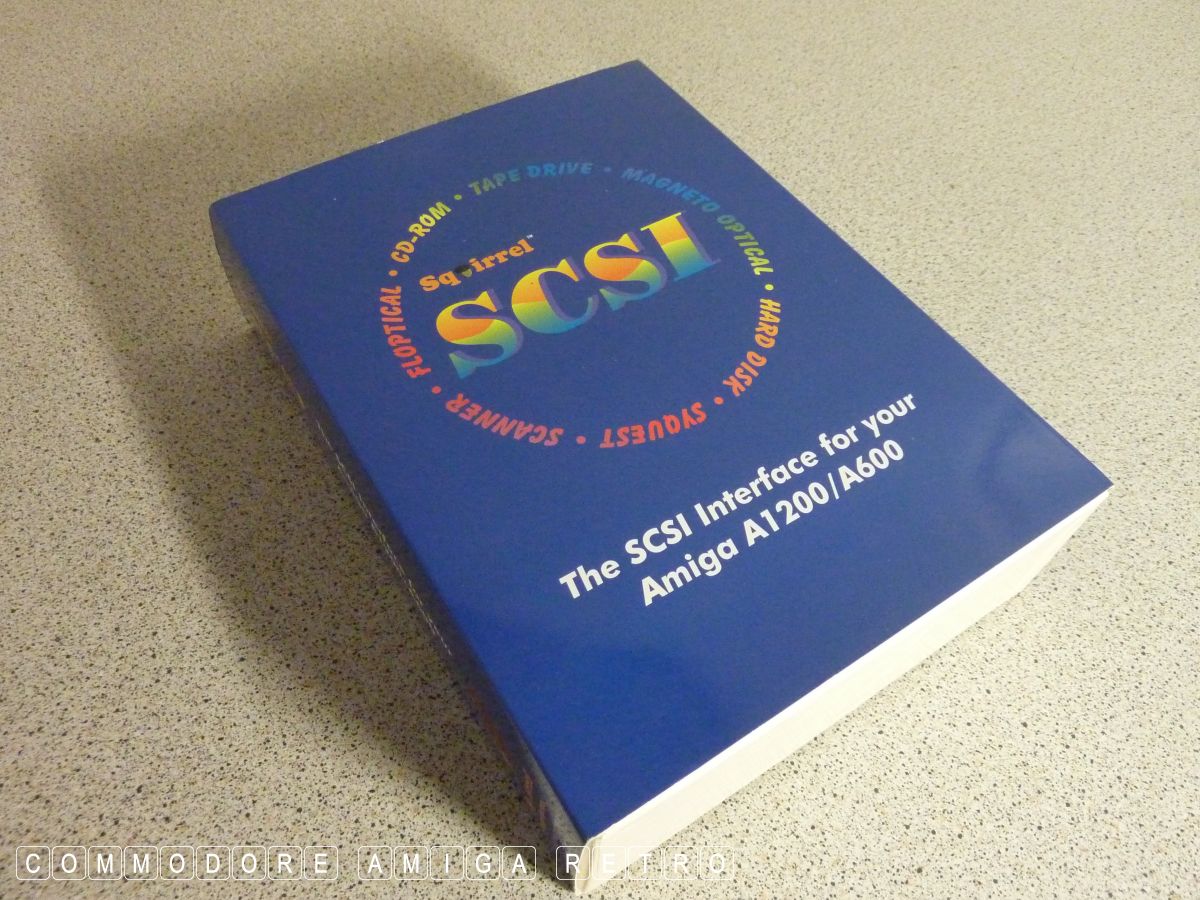 CD-ROM • TAPE DRIVE • MAGNETO OPTICAL • HARD DISK • SYQUEST • SCANNER • FLOPTICAL •
Squirrel™
SCSI
The SCSI Interface for your
Amiga A1200/A600
COMMODORE AMIGA RETRO